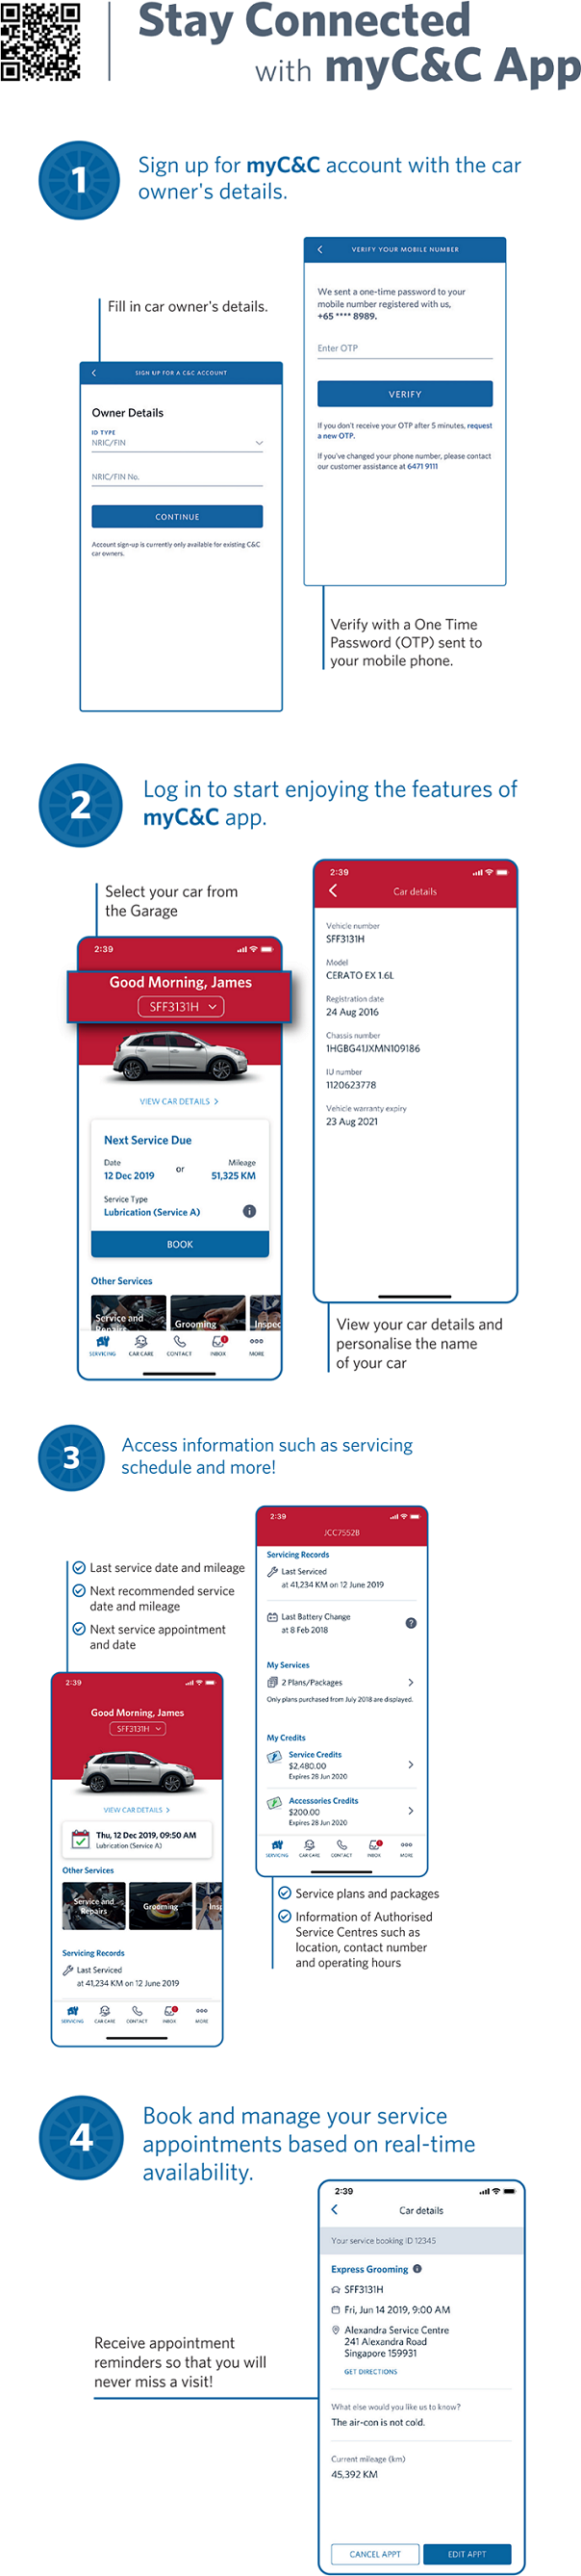 Stay Connected
with myC&C App
1
Sign up for myC&C account with the car
owner's details.
Fill in car owner's details.
SIGN UP FOR A C&C ACCOUNT
Owner Details
ID TYPE
NRIC/FIN
NRIC/FIN No.
CONTINUE
Account sign-up is currently only available for existing C&C
car owners.
VERIFY YOUR MOBILE NUMBER
We sent a one-time password to your
mobile number registered with us,
+65 **** 8989.
Enter OTP
VERIFY
If you don't receive your OTP after 5 minutes, request
a new OTP.
If you've changed your phone number, please contact
our customer assistance at 6471 9111
Verify with a One Time
Password (OTP) sent to
your mobile phone.
2
Log in to start enjoying the features of
myC&C app.
Select your car from
the Garage
2:39
Good Morning, James
SFF3131H
VIEW CAR DETAILS >
Next Service Due
Date
12 Dec 2019
or
Mileage
51,325 KM
Service Type
Lubrication (Service A)
BOOK
Other Services
Service and
Repairs
Grooming
Inspec
SERVICING
CAR CARE
CONTACT
INBOX
MORE
2:39
Car details
Vehicle number
SFF3131H
Model
CERATO EX 1.6L
Registration date
24 Aug 2016
Chassis number
1HGBG41JXMN109186
IU number
1120623778
Vehicle warranty expiry
23 Aug 2021
View your car details and
personalise the name
of your car
3
Access information such as servicing
schedule and more!
Last service date and mileage
Next recommended service
date and mileage
Next service appointment
and date
2:39
Good Morning, James
SFF3131H
VIEW CAR DETAILS >
Thu, 12 Dec 2019, 09:50 AM
Lubrication (Service A)
Other Services
Service and
Repairs
Grooming
Insp
Servicing Records
Last Serviced
at 41,234 KM on 12 June 2019
SERVICING
CAR CARE
CONTACT
INBOX
MORE
2:39
JCC7552B
Servicing Records
Last Serviced
at 41,234 KM on 12 June 2019
Last Battery Change
at 8 Feb 2018
My Services
2 Plans/Packages
Only plans purchased from July 2018 are displayed.
My Credits
Service Credits
$2,480.00
Expires 28 Jun 2020
Accessories Credits
$200.00
Expires 28 Jun 2020
SERVICING
CAR CARE
CONTACT
INBOX
MORE
Service plans and packages
Information of Authorised
Service Centres such as
location, contact number
and operating hours
4
Book and manage your service
appointments based on real-time
availability.
Receive appointment
reminders so that you will
never miss a visit!
2:39
Car details
Your service booking ID 12345
Express Grooming
SFF3131H
Fri, Jun 14 2019, 9:00 AM
Alexandra Service Centre
241 Alexandra Road
Singapore 159931
GET DIRECTIONS
What else would you like us to know?
The air-con is not cold.
Current mileage (km)
45,392 KM
CANCEL APPT
EDIT APPT